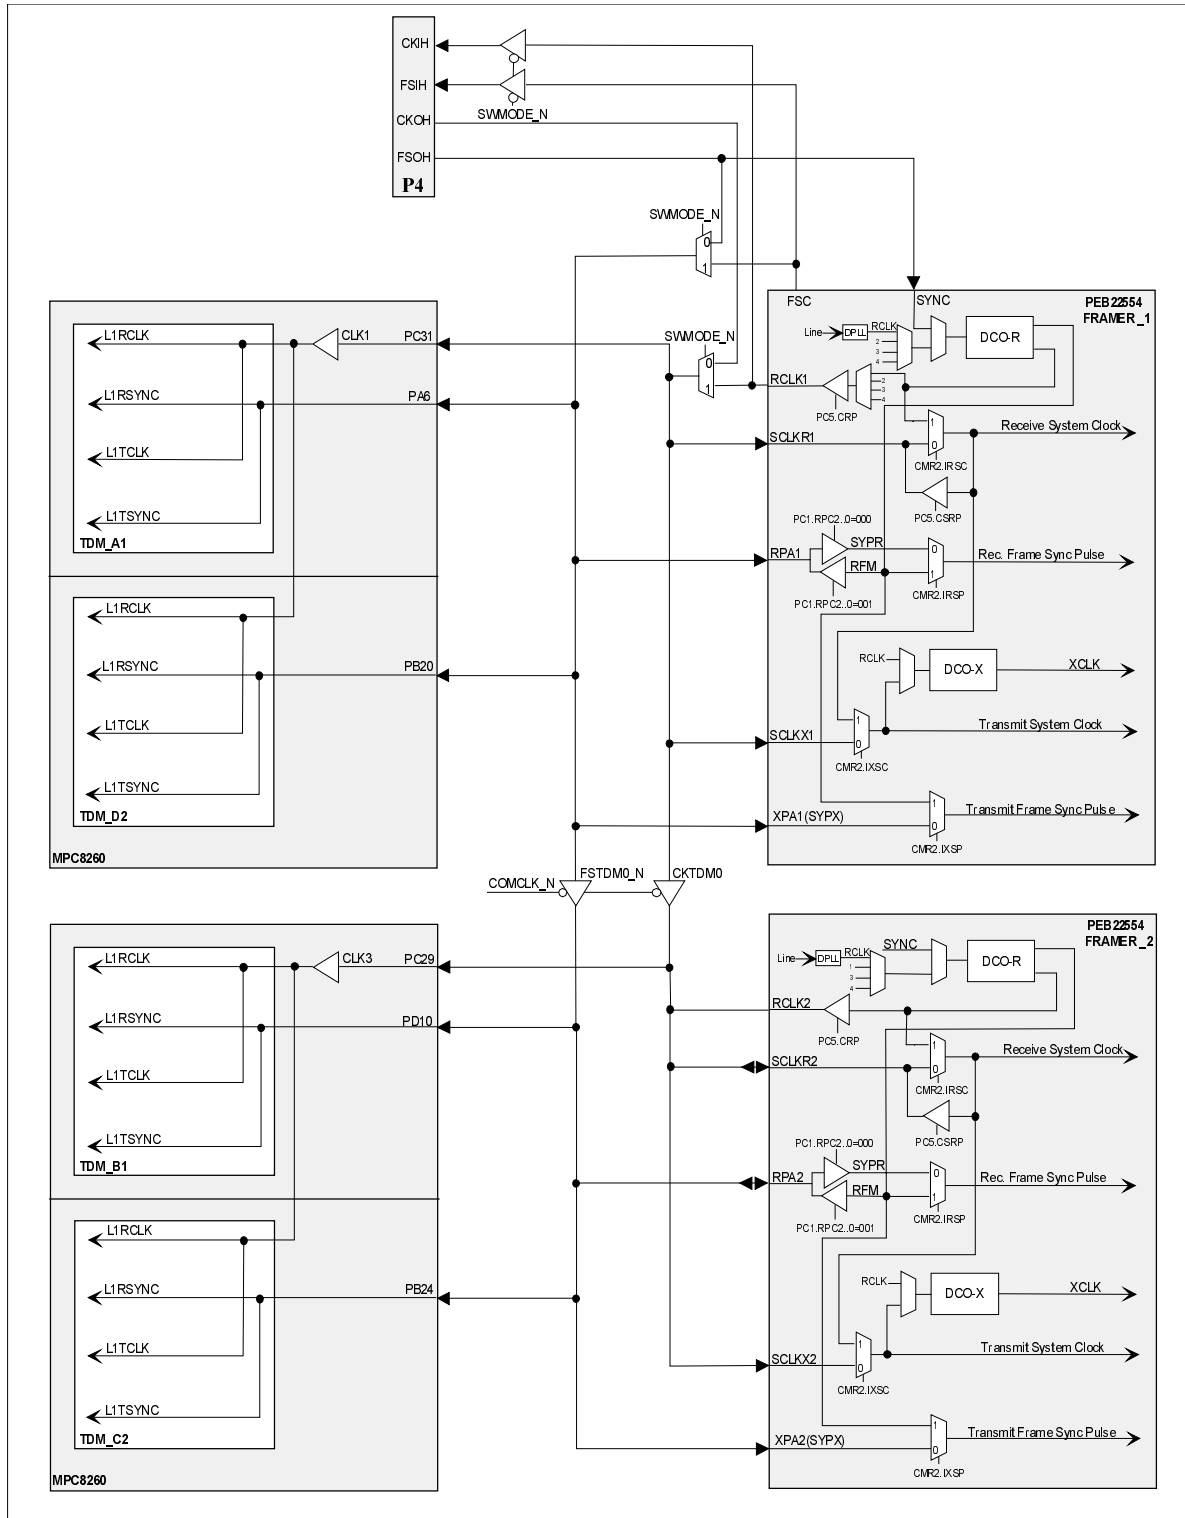 CKIH
FSIH
SWMODE_N
CKOH
FSOH
P4
SWMODE_N
0
1
FSC
SYNC
PEB22554
FRAMER_1
Line
DPLL
RCLK
2
3
4
DCO-R
SWMODE_N
0
1
RCLK1
2
3
4
PC5.CRP
SCLKR1
1
0
Receive System Clock
CMR2.IRSC
PC5.CSRP
PC1.RPC2..0=000
RPA1
SYPR
RFM
0
1
Rec. Frame Sync Pulse
CMR2.IRSP
PC1.RPC2..0=001
RCLK
DCO-X
XCLK
SCLKX1
1
0
Transmit System Clock
CMR2.IXSC
XPA1(SYPX)
1
0
Transmit Frame Sync Pulse
CMR2.IXSP
L1RCLK
CLK1
PC31
L1RSYNC
PA6
L1TCLK
L1TSYNC
TDM_A1
L1RCLK
L1RSYNC
PB20
L1TCLK
L1TSYNC
TDM_D2
MPC8260
COMCLK_N
FSTDM0_N
CKTDM0
L1RCLK
CLK3
PC29
L1RSYNC
PD10
L1TCLK
L1TSYNC
TDM_B1
L1RCLK
L1RSYNC
PB24
L1TCLK
L1TSYNC
TDM_C2
MPC8260
PEB22554
FRAMER_2
Line
DPLL
RCLK
SYNC
1
3
4
DCO-R
RCLK2
PC5.CRP
SCLKR2
1
0
Receive System Clock
CMR2.IRSC
PC5.CSRP
PC1.RPC2..0=000
RPA2
SYPR
RFM
0
1
Rec. Frame Sync Pulse
CMR2.IRSP
PC1.RPC2..0=001
RCLK
DCO-X
XCLK
SCLKX2
1
0
Transmit System Clock
CMR2.IXSC
XPA2(SYPX)
1
0
Transmit Frame Sync Pulse
CMR2.IXSP